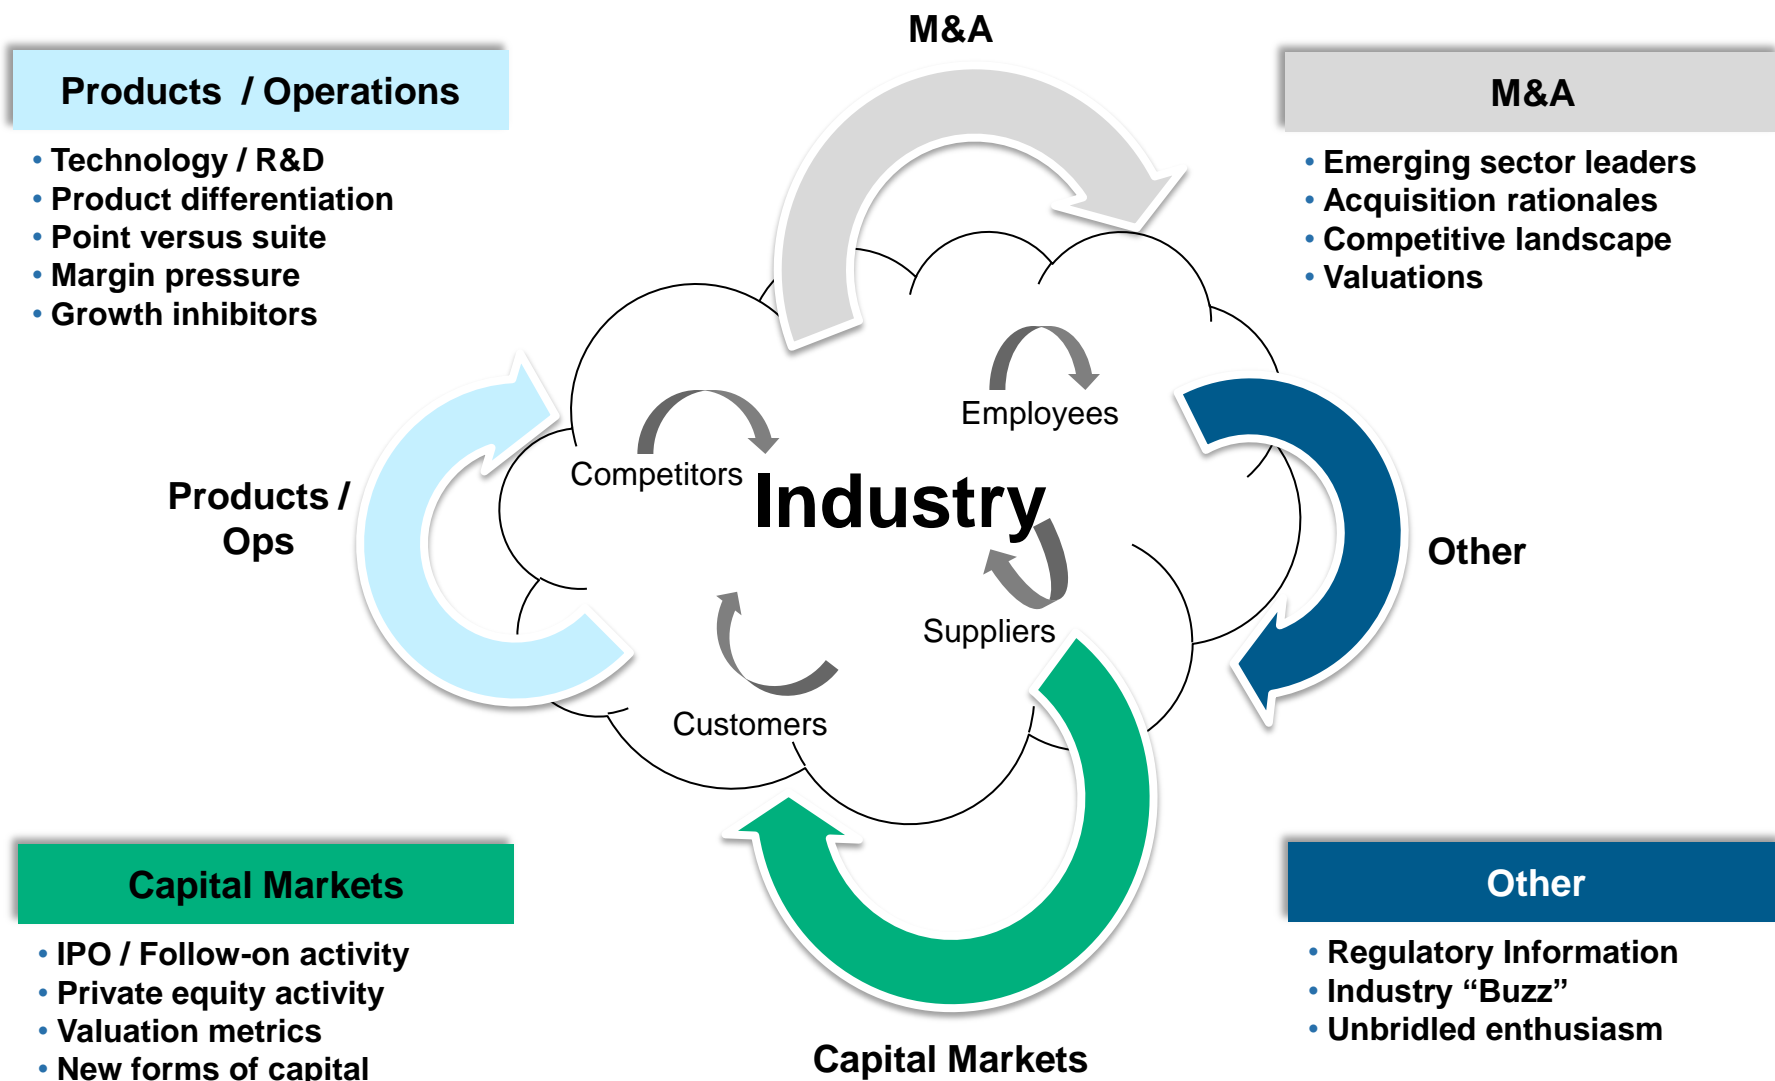 M&A
Products / Operations
• Technology / R&D
• Product differentiation
• Point versus suite
• Margin pressure
• Growth inhibitors
M&A
• Emerging sector leaders
• Acquisition rationales
• Competitive landscape
• Valuations
Employees
Competitors
Industry
Products /
Ops
Other
Suppliers
Customers
Capital Markets
• IPO / Follow-on activity
• Private equity activity
• Valuation metrics
• New forms of capital
Other
• Regulatory Information
• Industry “Buzz”
• Unbridled enthusiasm
Capital Markets